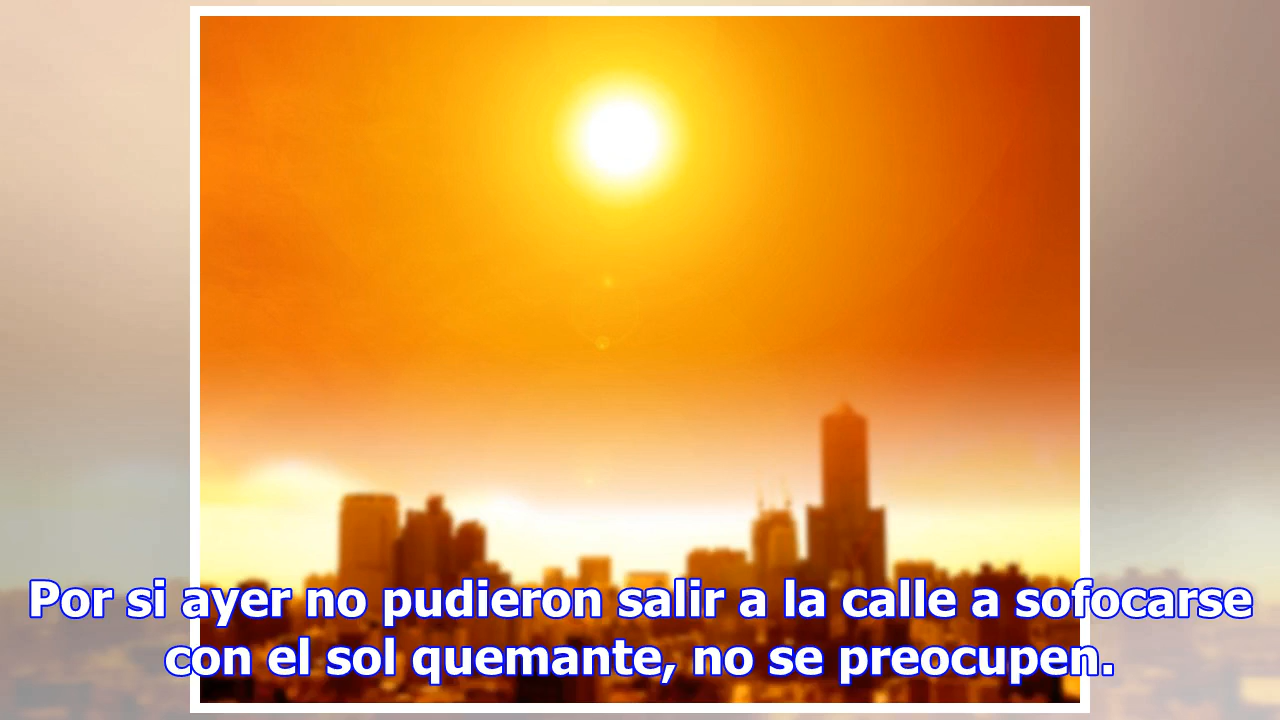 Por si ayer no pudieron salir a la calle a sofocarse
con el sol quemante, no se preocupen.